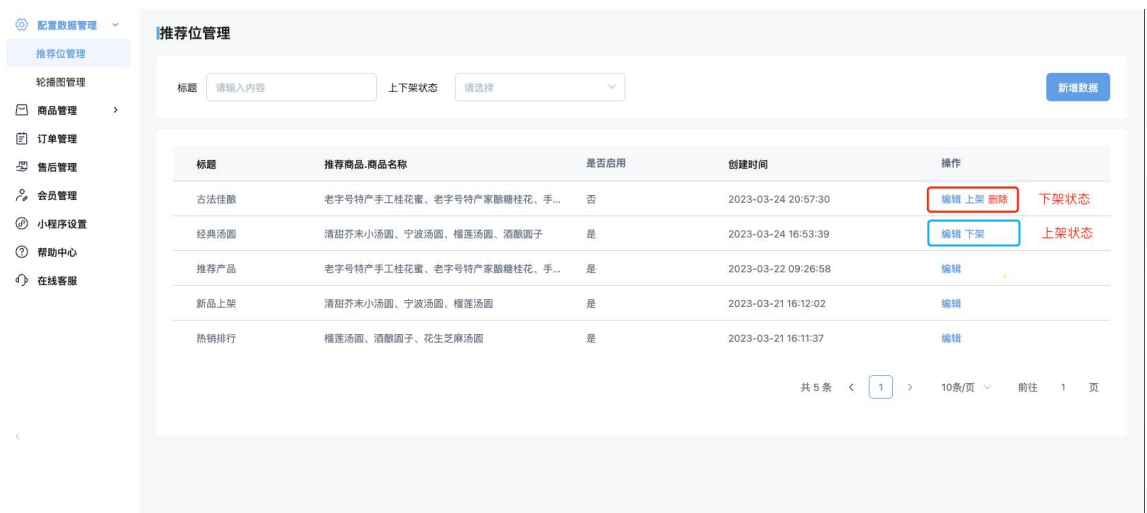 配置数据管理
推荐位管理
轮播图管理
商品管理
订单管理
售后管理
会员管理
小程序设置
帮助中心
在线客服
推荐位管理
标题 请输入内容 上下架状态 请选择 新增数据
标题 推荐商品.商品名称 是否启用 创建时间 操作
古法佳酿 老字号特产手工桂花蜜、老字号特产家酿糖桂花、手... 否 2023-03-24 20:57:30 编辑 上架 删除 下架状态
经典汤圆 清甜芥末小汤圆、宁波汤圆、榴莲汤圆、酒酿圆子 是 2023-03-24 16:53:39 编辑 下架 上架状态
推荐产品 老字号特产手工桂花蜜、老字号特产家酿糖桂花、手... 是 2023-03-22 09:26:58 编辑
新品上架 清甜芥末小汤圆、宁波汤圆、榴莲汤圆 是 2023-03-21 16:12:02 编辑
热销排行 榴莲汤圆、酒酿圆子、花生芝麻汤圆 是 2023-03-21 16:11:37 编辑
共 5 条 < 1 > 10条/页 前往 1 页